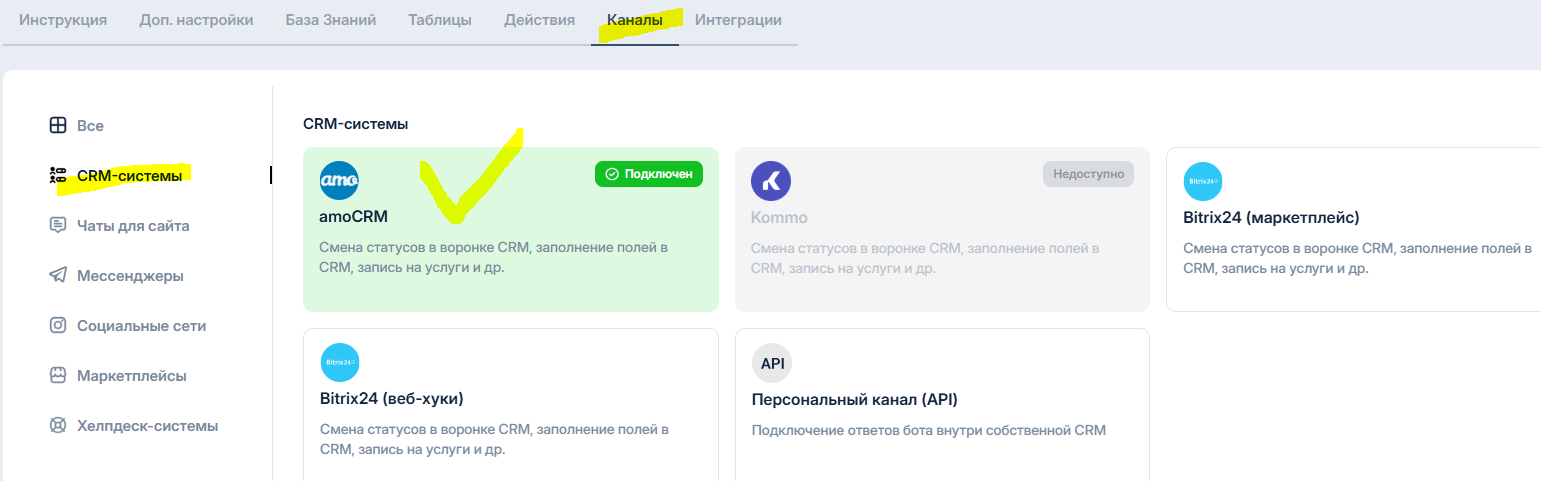 Инструкция Доп. настройки База Знаний Таблицы Действия Каналы Интеграции
Все
CRM-системы
Чаты для сайта
Мессенджеры
Социальные сети
Маркетплейсы
Хелпдеск-системы
CRM-системы
amo
Подключен
amoCRM
Смена статусов в воронке CRM, заполнение полей в
CRM, запись на услуги и др.
Недоступно
Kommo
Смена статусов в воронке CRM, заполнение полей в
CRM, запись на услуги и др.
Bitrix24
Bitrix24 (маркетплейс)
Смена статусов в воронке CRM, заполнение полей в
CRM, запись на услуги и др.
Bitrix24
Bitrix24 (веб-хуки)
Смена статусов в воронке CRM, заполнение полей в
CRM, запись на услуги и др.
API
Персональный канал (API)
Подключение ответов бота внутри собственной CRM